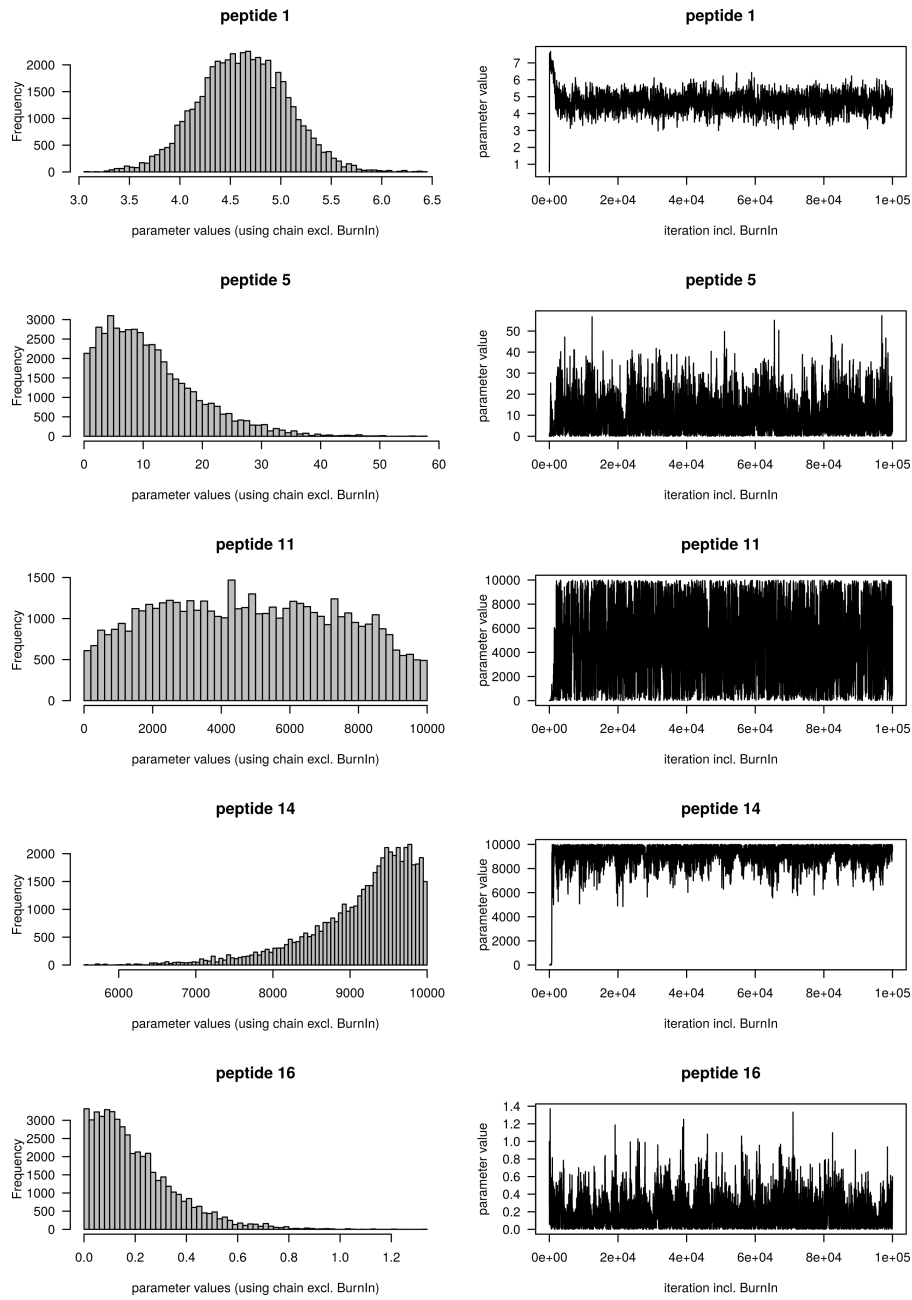 peptide 1
Frequency
2000
1500
1000
500
0
3.0 3.5 4.0 4.5 5.0 5.5 6.0 6.5
parameter values (using chain excl. BurnIn)
peptide 1
parameter value
7
6
5
4
3
2
1
0e+00 2e+04 4e+04 6e+04 8e+04 1e+05
iteration incl. BurnIn
peptide 5
Frequency
3000
2500
2000
1500
1000
500
0
0 10 20 30 40 50 60
parameter values (using chain excl. BurnIn)
peptide 5
parameter value
50
40
30
20
10
0
0e+00 2e+04 4e+04 6e+04 8e+04 1e+05
iteration incl. BurnIn
peptide 11
Frequency
1500
1000
500
0
0 2000 4000 6000 8000 10000
parameter values (using chain excl. BurnIn)
peptide 11
parameter value
10000
8000
6000
4000
2000
0
0e+00 2e+04 4e+04 6e+04 8e+04 1e+05
iteration incl. BurnIn
peptide 14
Frequency
2000
1500
1000
500
0
6000 7000 8000 9000 10000
parameter values (using chain excl. BurnIn)
peptide 14
parameter value
10000
8000
6000
4000
2000
0
0e+00 2e+04 4e+04 6e+04 8e+04 1e+05
iteration incl. BurnIn
peptide 16
Frequency
3000
2500
2000
1500
1000
500
0
0.0 0.2 0.4 0.6 0.8 1.0 1.2
parameter values (using chain excl. BurnIn)
peptide 16
parameter value
1.4
1.2
1.0
0.8
0.6
0.4
0.2
0.0
0e+00 2e+04 4e+04 6e+04 8e+04 1e+05
iteration incl. BurnIn